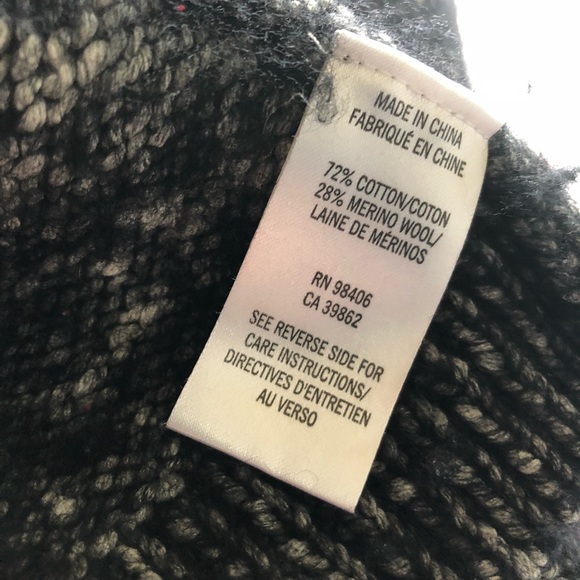 MADE IN CHINA
FABRIQUÉ EN CHINE
72% COTTON/COTON
28% MERINO WOOL/
LAINE DE MÉRINOS
RN 98406
CA 39862
SEE REVERSE SIDE FOR
CARE INSTRUCTIONS/
DIRECTIVES D'ENTRETIEN
AU VERSO